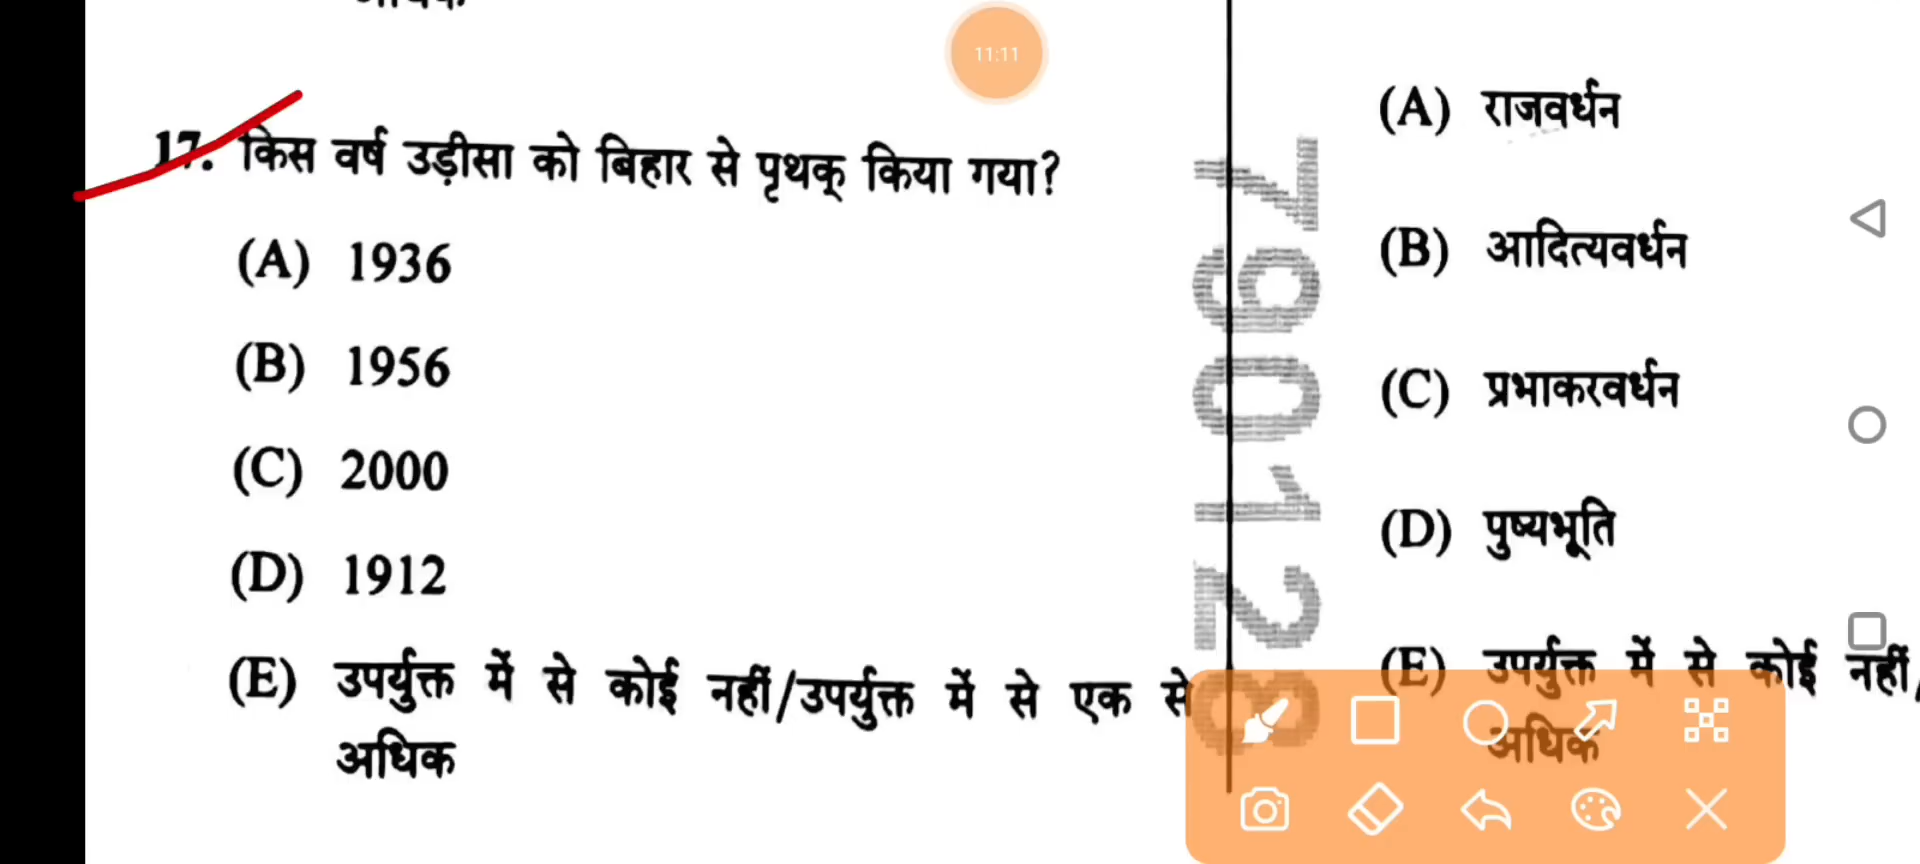 11:11
17. किस वर्ष उड़ीसा को बिहार से पृथक् किया गया?
(A) 1936
(B) 1956
(C) 2000
(D) 1912
(E) उपर्युक्त में से कोई नहीं/उपर्युक्त में से एक से
अधिक
790128
(A) राजवर्धन
(B) आदित्यवर्धन
(C) प्रभाकरवर्धन
(D) पुष्यभूति
(E) उपर्युक्त में से कोई नहीं/
अधिक